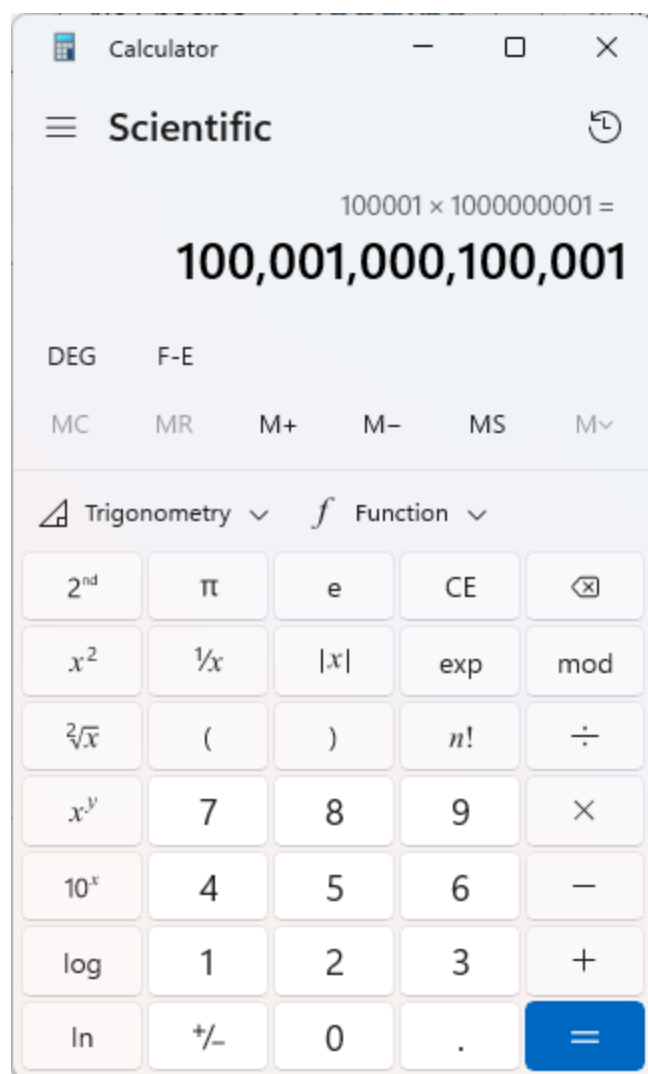 Calculator
Scientific
100001 × 1000000001 =
100,001,000,100,001
DEG F-E
MC MR M+ M− MS M
Trigonometry f Function
2ⁿᵈ π e CE
x² ¹/x |x| exp mod
²√x ( ) n! ÷
xʸ 7 8 9 ×
10ˣ 4 5 6 −
log 1 2 3 +
ln +/− 0 . =